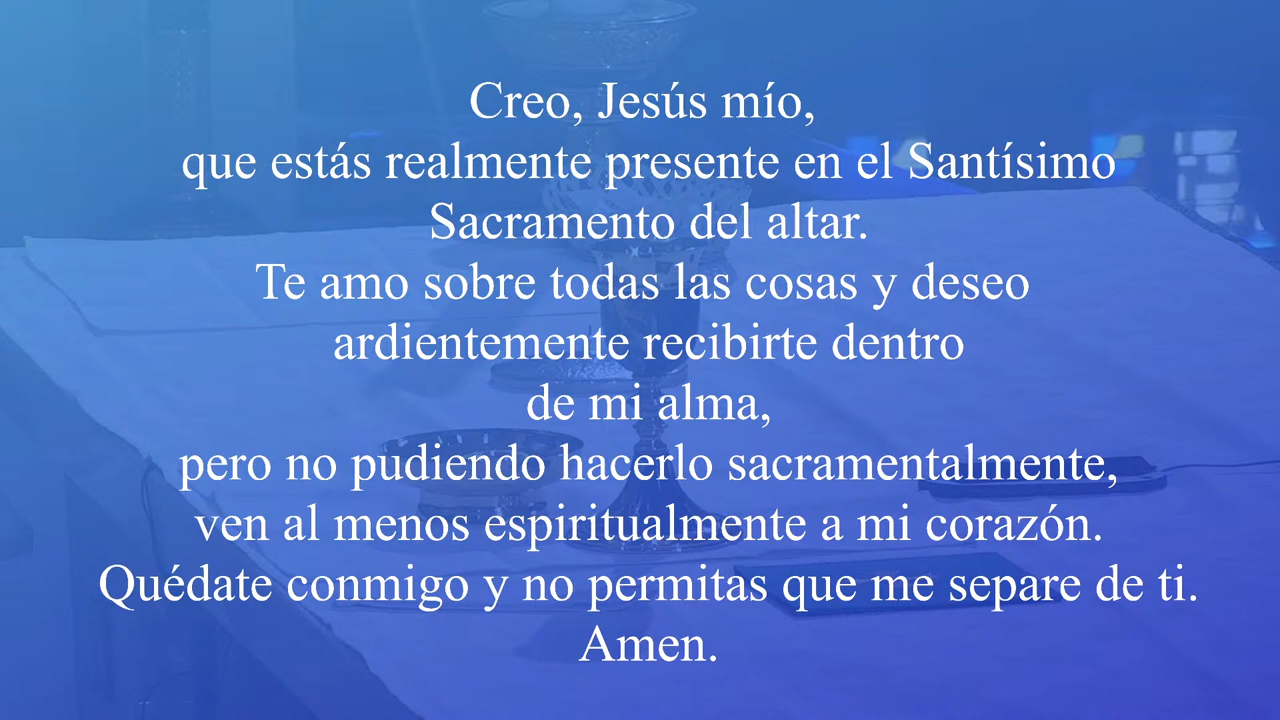 Creo, Jesús mío,
que estás realmente presente en el Santísimo
Sacramento del altar.
Te amo sobre todas las cosas y deseo
ardientemente recibirte dentro
de mi alma,
pero no pudiendo hacerlo sacramentalmente,
ven al menos espiritualmente a mi corazón.
Quédate conmigo y no permitas que me separe de ti.
Amen.